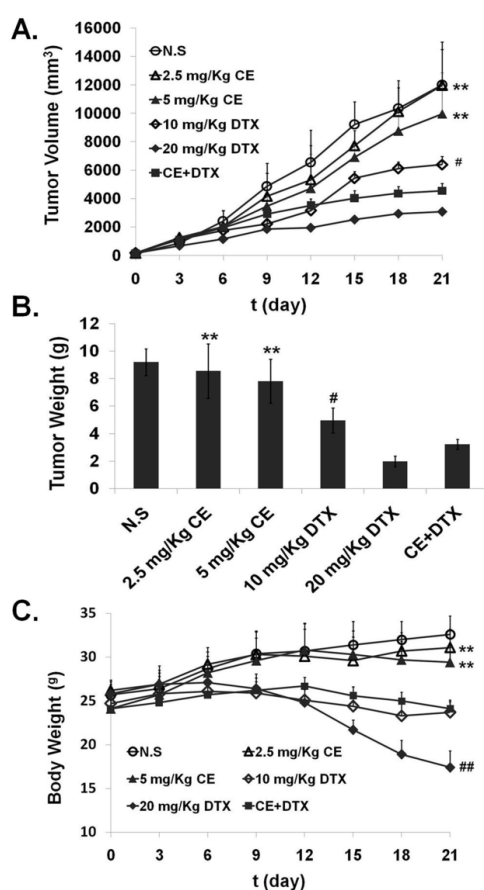 A.
Tumor Volume (mm³)
16000
14000
12000
10000
8000
6000
4000
2000
0
N.S
2.5 mg/Kg CE
5 mg/Kg CE
10 mg/Kg DTX
20 mg/Kg DTX
CE+DTX
**
**
#
0 3 6 9 12 15 18 21
t (day)
B.
Tumor Weight (g)
12
10
8
6
4
2
0
**
**
#
N.S
2.5 mg/Kg CE
5 mg/Kg CE
10 mg/Kg DTX
20 mg/Kg DTX
CE+DTX
C.
Body Weight (g)
35
30
25
20
15
10
**
**
##
N.S 2.5 mg/Kg CE
5 mg/Kg CE 10 mg/Kg DTX
20 mg/Kg DTX CE+DTX
0 3 6 9 12 15 18 21
t (day)